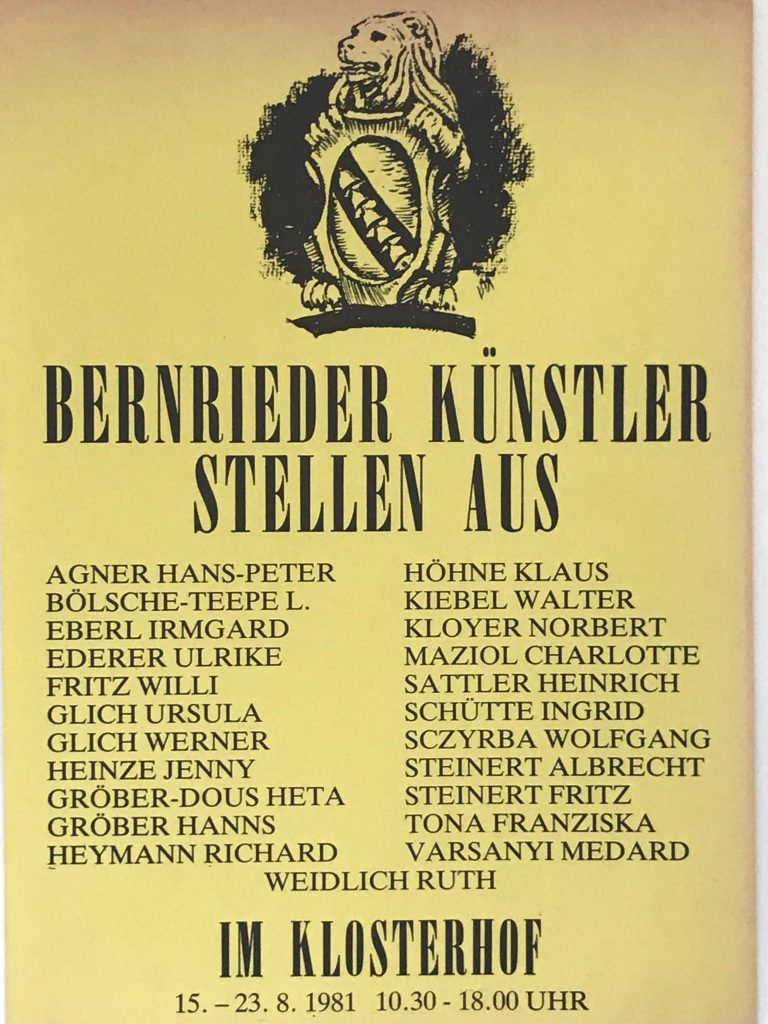 BERNRIEDER KÜNSTLER
STELLEN AUS
AGNER HANS-PETER
BÖLSCHE-TEEPE L.
EBERL IRMGARD
EDERER ULRIKE
FRITZ WILLI
GLICH URSULA
GLICH WERNER
HEINZE JENNY
GRÖBER-DOUS HETA
GRÖBER HANNS
HEYMANN RICHARD
HÖHNE KLAUS
KIEBEL WALTER
KLOYER NORBERT
MAZIOL CHARLOTTE
SATTLER HEINRICH
SCHÜTTE INGRID
SCZYRBA WOLFGANG
STEINERT ALBRECHT
STEINERT FRITZ
TONA FRANZISKA
VARSANYI MEDARD
WEIDLICH RUTH
IM KLOSTERHOF
15. – 23. 8. 1981 10.30 - 18.00 UHR